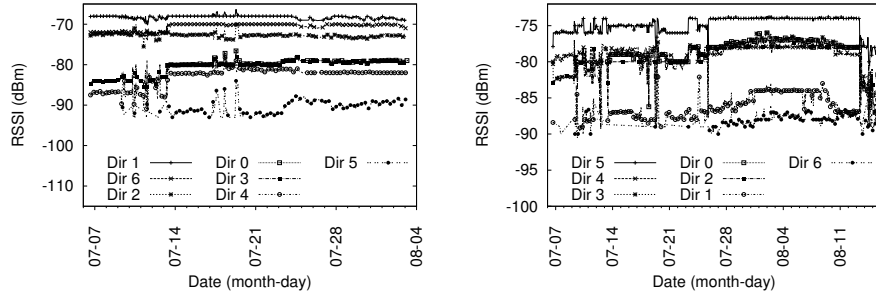 -70
-80
-90
-100
-110
RSSI (dBm)
Dir 1
Dir 6
Dir 2
Dir 0
Dir 3
Dir 4
Dir 5
07-07
07-14
07-21
07-28
08-04
Date (month-day)
-75
-80
-85
-90
-95
-100
RSSI (dBm)
Dir 5
Dir 4
Dir 3
Dir 0
Dir 2
Dir 1
Dir 6
07-07
07-14
07-21
07-28
08-04
08-11
Date (month-day)